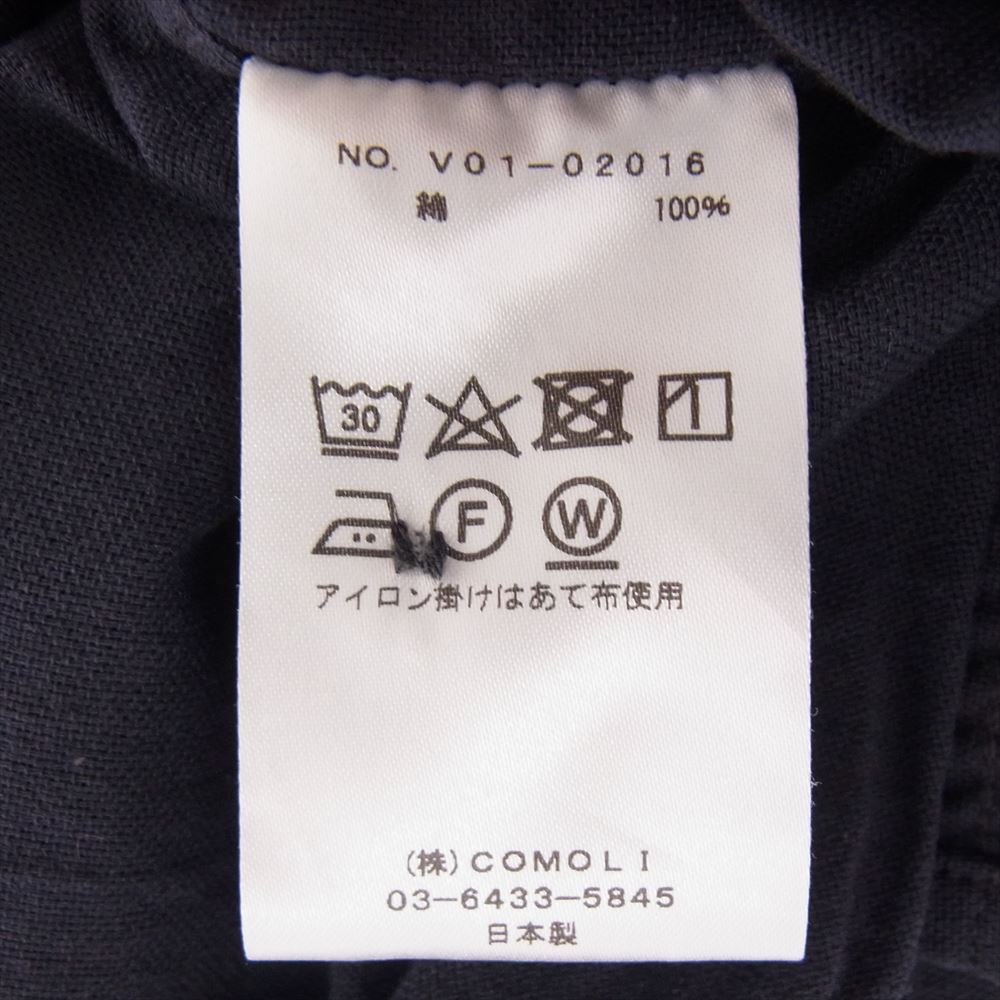 NO. V01-02016
綿 100%
30
F W
アイロン掛けはあて布使用
(株)COMOLI
03-6433-5845
日本製